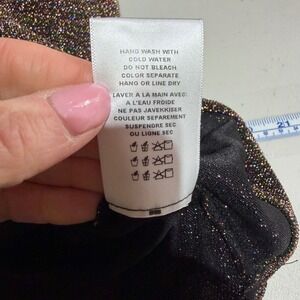 HAND WASH WITH
COLD WATER
DO NOT BLEACH
COLOR SEPARATE
HANG OR LINE DRY
LAVER A LA MAIN AVEC
A L'EAU FROIDE
NE PAS JAVEKKISER
COULEUR SEPAREMENT
SUSPENDRE SEC
OU LIGNE SEC